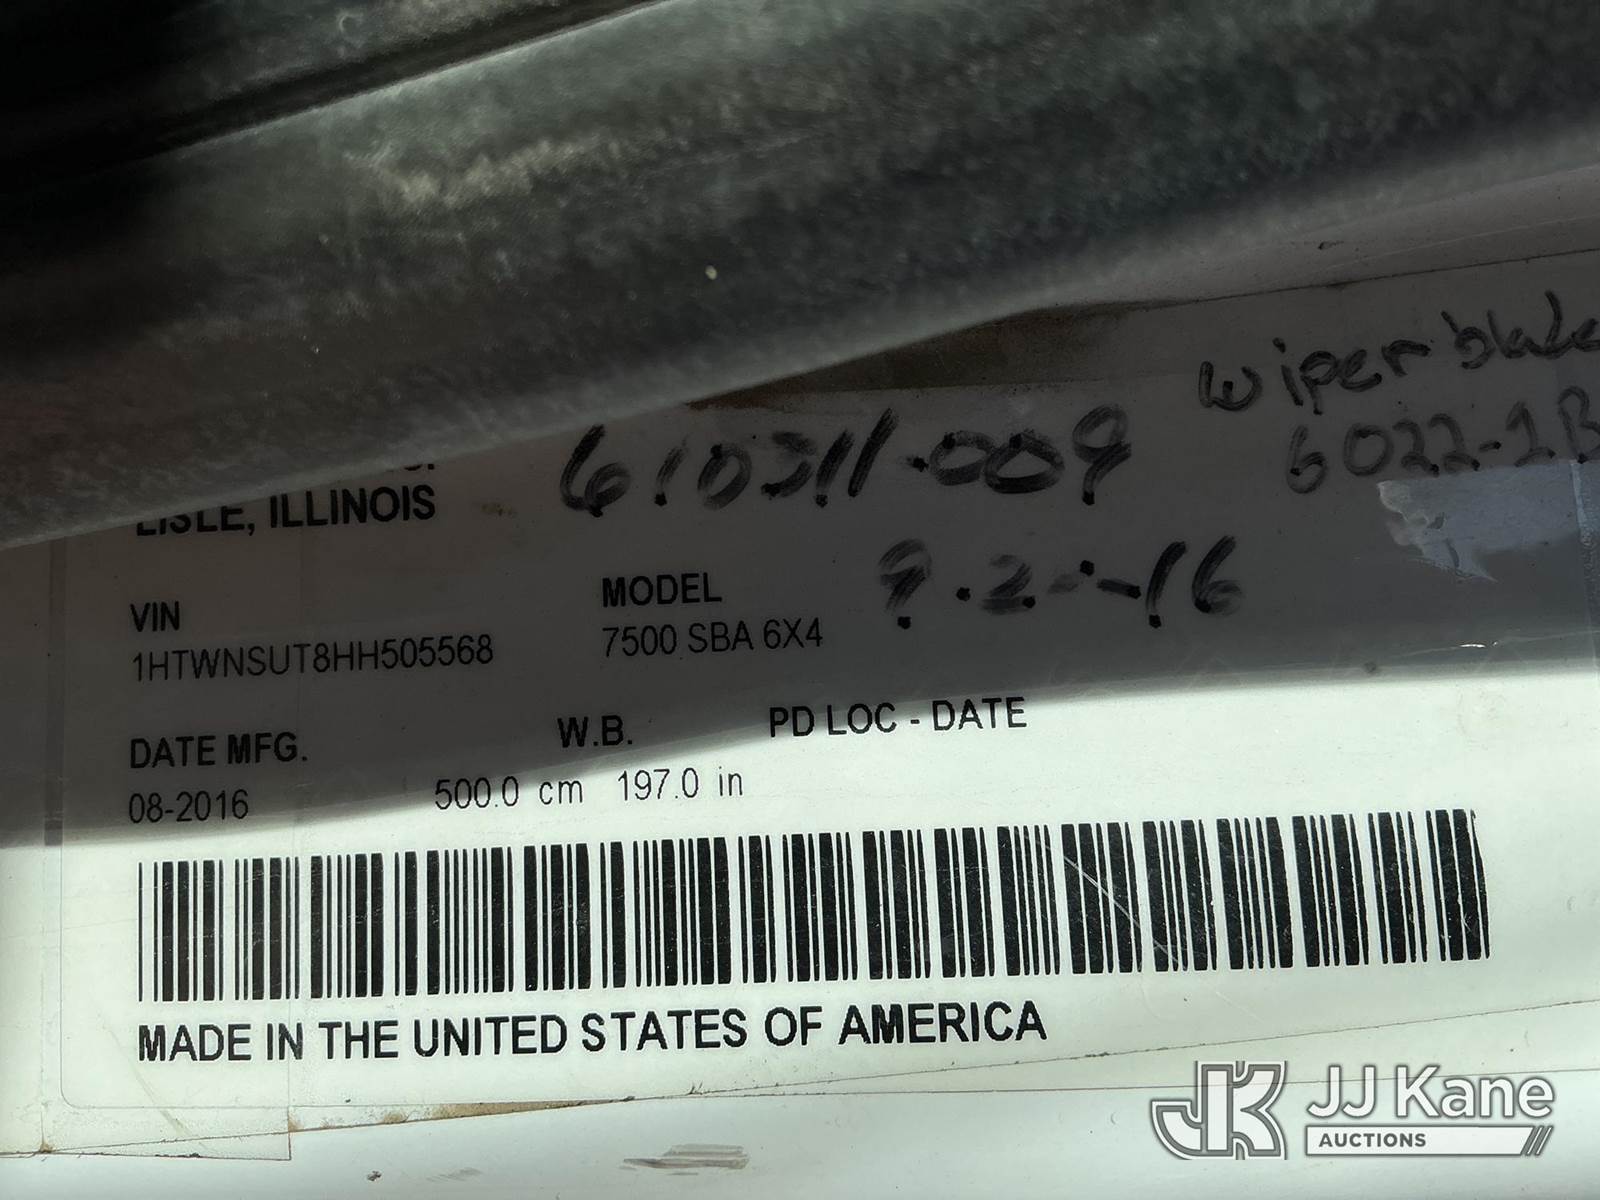 wiper blade
610311-009
6022-1B
LISLE, ILLINOIS
9.2--16
VIN
MODEL
1HTWNSUT8HH505568
7500 SBA 6X4
DATE MFG.
W.B.
PD LOC - DATE
08-2016
500.0 cm 197.0 in
MADE IN THE UNITED STATES OF AMERICA
JK JJ Kane
AUCTIONS